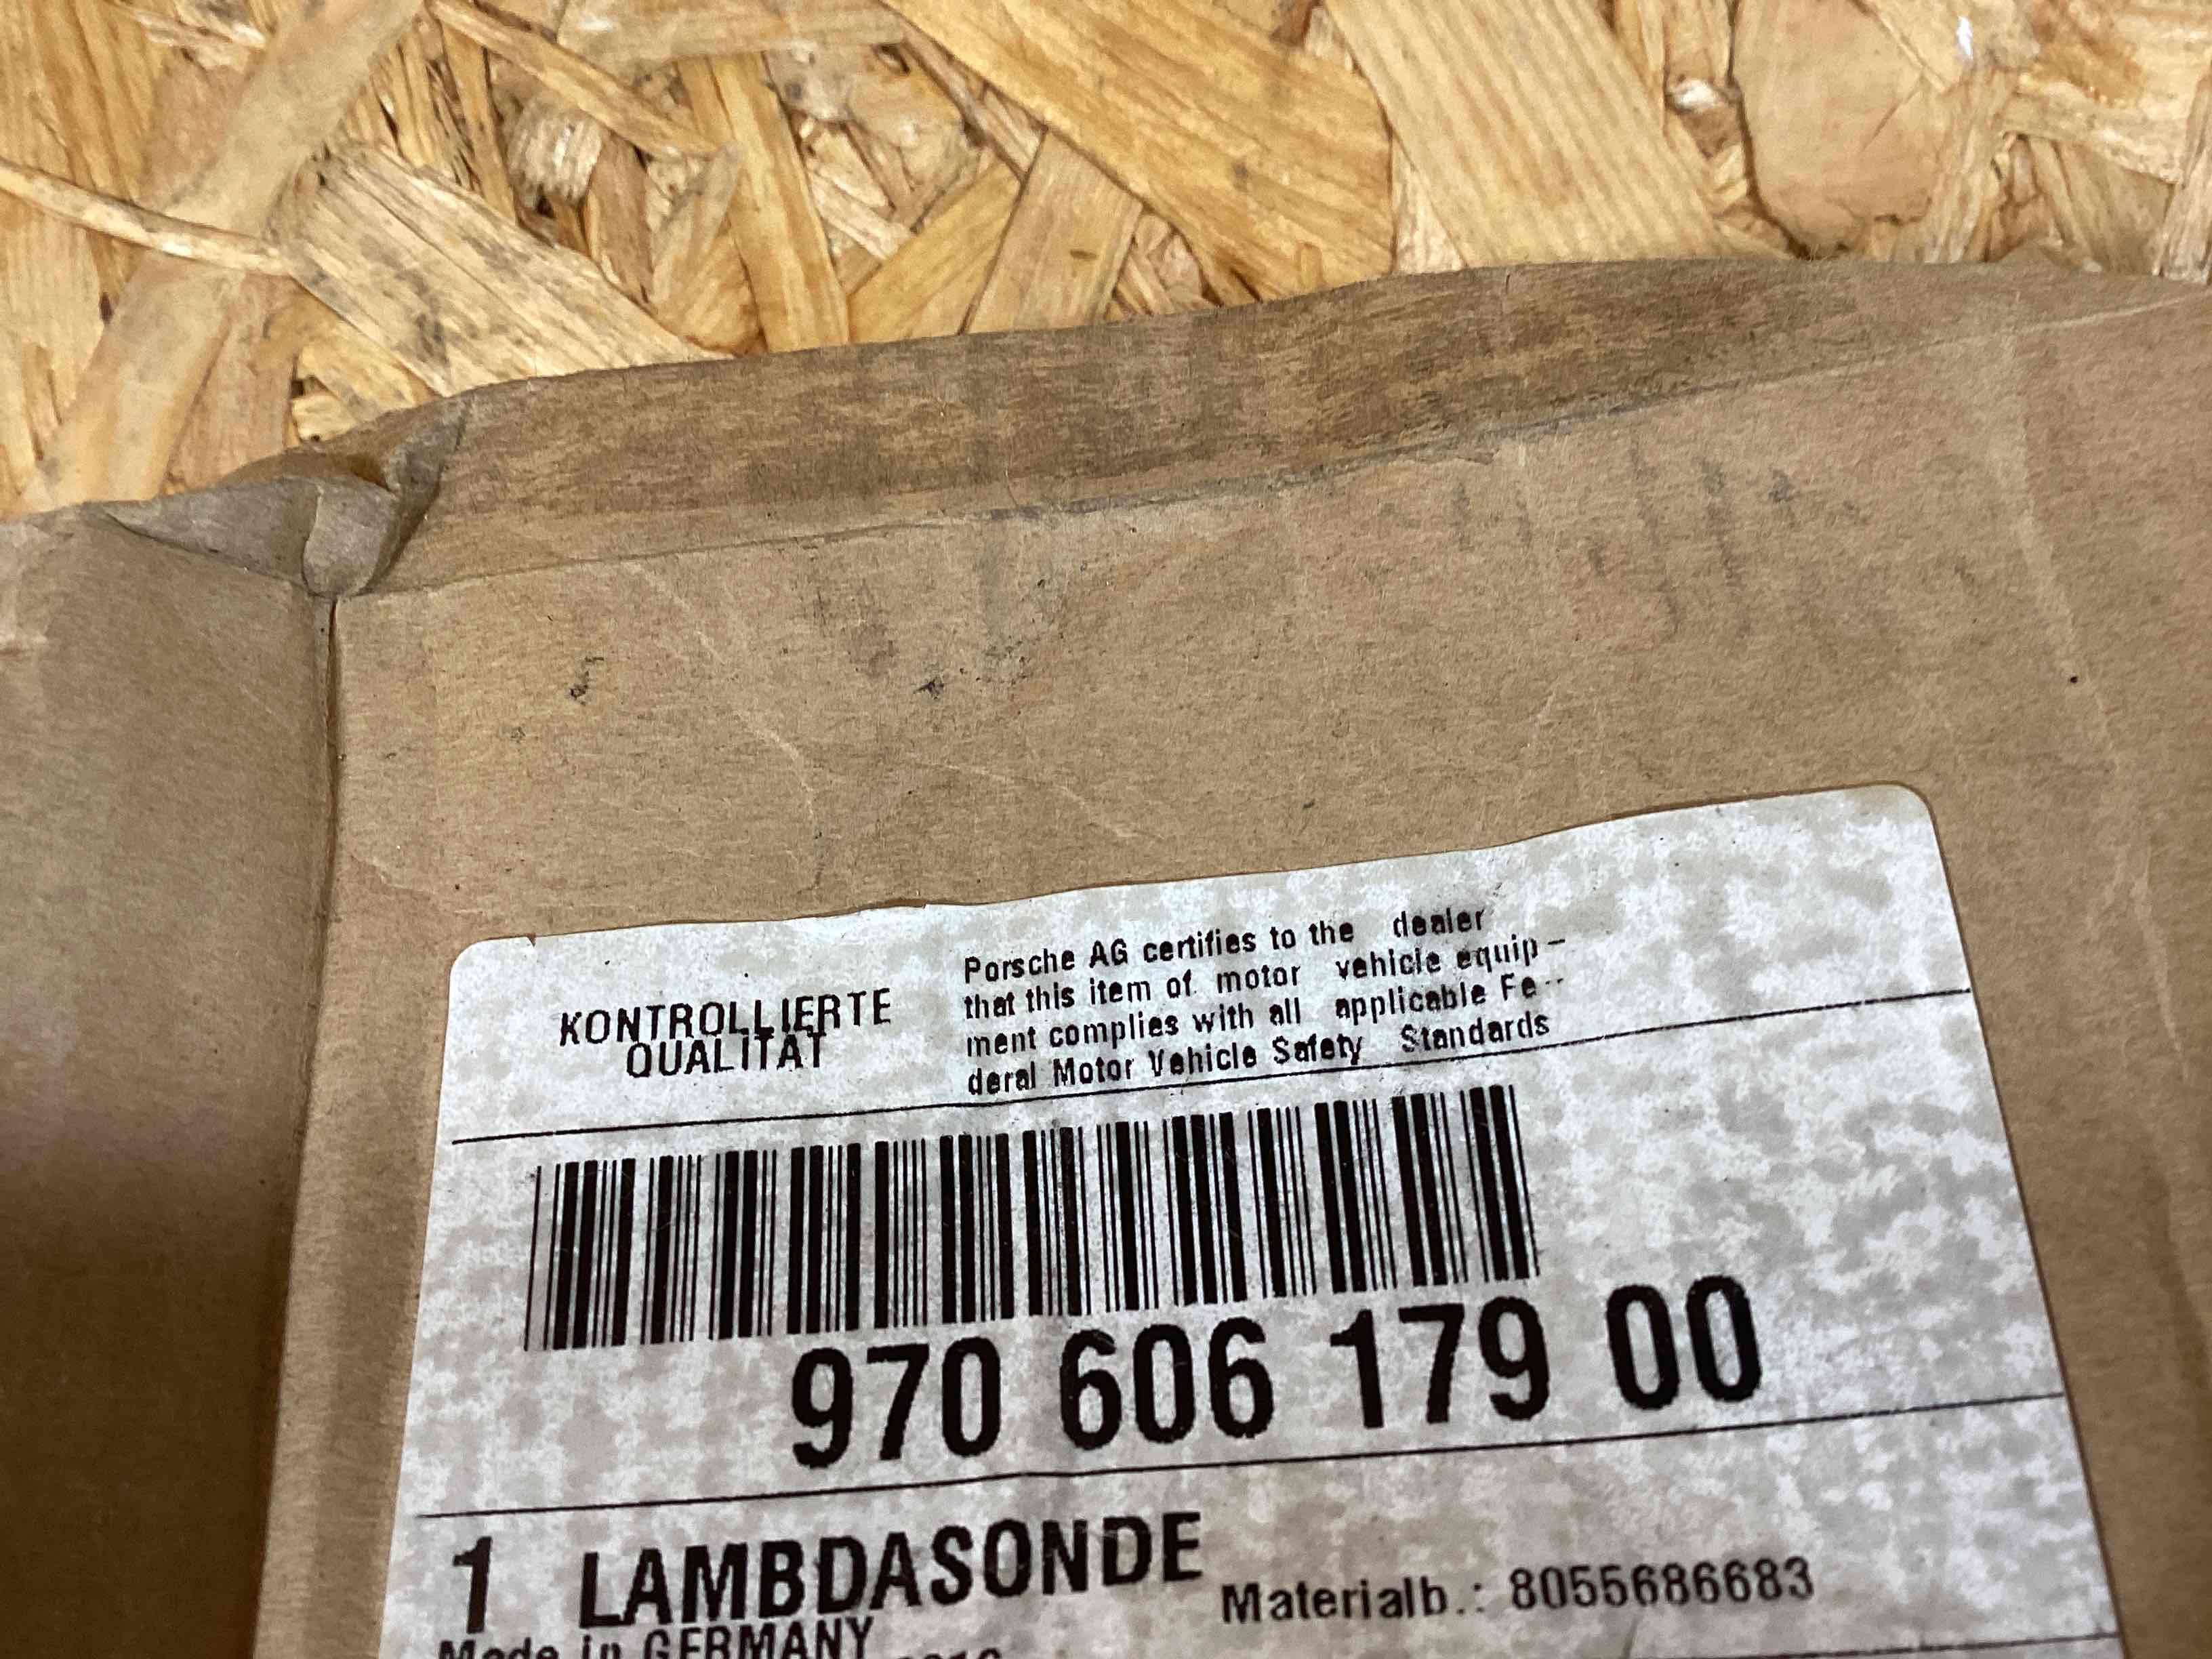 KONTROLLIERTE
QUALITÄT
Porsche AG certifies to the dealer
that this item of motor vehicle equip-
ment complies with all applicable Fe-
deral Motor Vehicle Safety Standards
970 606 179 00
1 LAMBDASONDE
Materialb.: 8055686683
Made in GERMANY